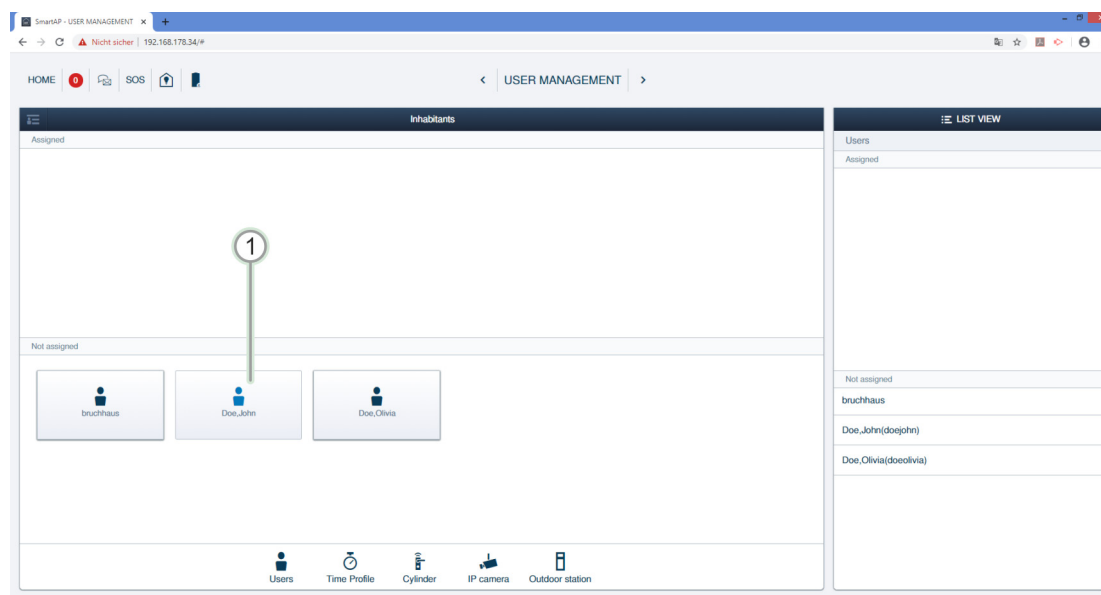 SmartAP - USER MANAGEMENT
Nicht sicher | 192.168.178.34/#
HOME 0 SOS
USER MANAGEMENT
Inhabitants
LIST VIEW
Assigned
Users
Assigned
1
Not assigned
bruchhaus
Doe,John
Doe,Olivia
Not assigned
bruchhaus
Doe,John(doejohn)
Doe,Olivia(doeolivia)
Users
Time Profile
Cylinder
IP camera
Outdoor station